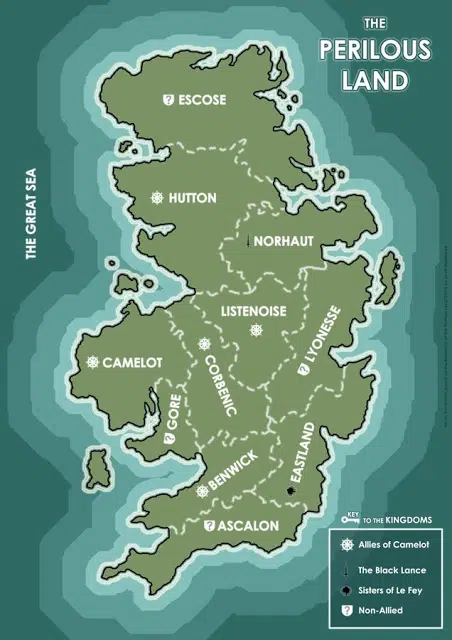 THE
PERILOUS
LAND
ESCOSE
THE GREAT SEA
HUTTON
NORHAUT
LISTENOISE
LYONESSE
CAMELOT
CORBENIC
GORE
EASTLAND
BENWICK
ASCALON
KEY
TO THE KINGDOMS
Allies of Camelot
The Black Lance
Sisters of Le Fey
Non-Allied